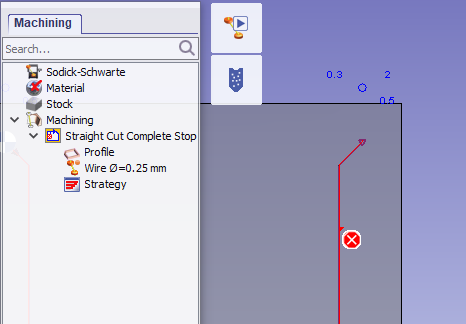 Machining
Search...
Sodick-Schwarte
Material
Stock
Machining
Straight Cut Complete Stop
Profile
Wire Ø=0.25 mm
Strategy
0.3 2
0.5